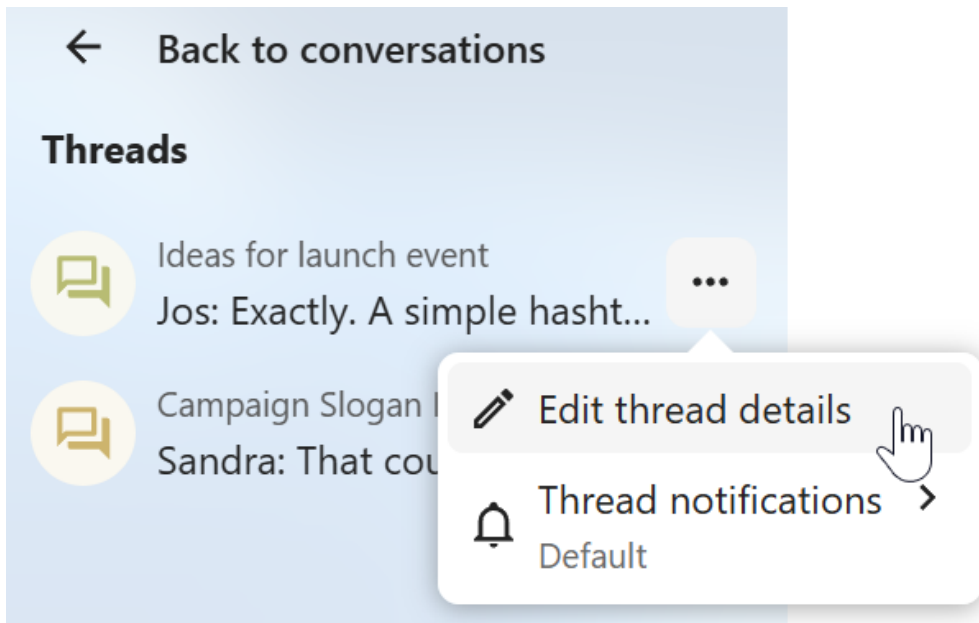 Back to conversations
Threads
Ideas for launch event
Jos: Exactly. A simple hasht...
Campaign Slogan
Sandra: That
Edit thread details
Thread notifications
Default